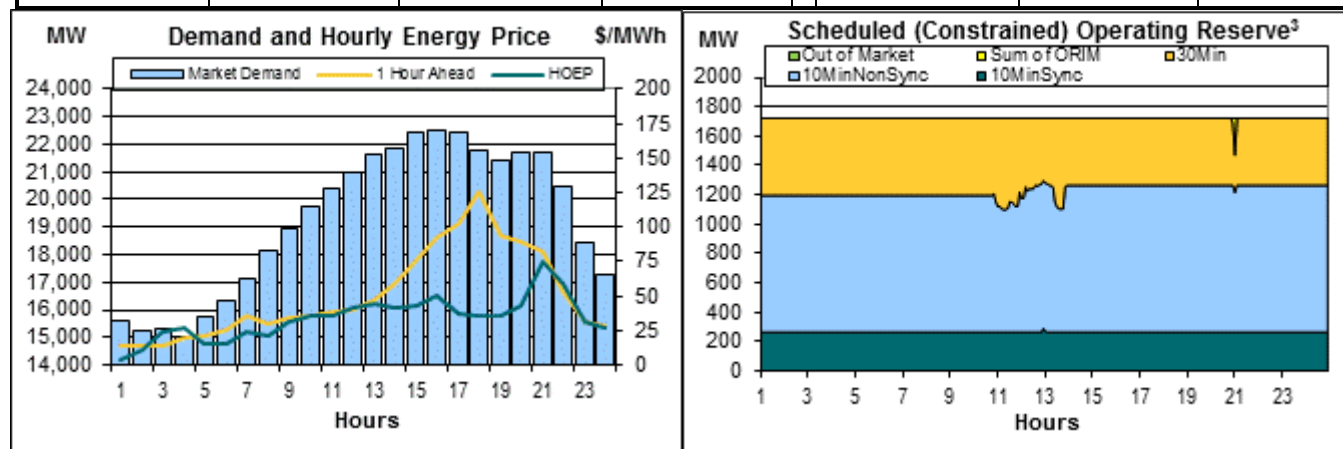 MW Demand and Hourly Energy Price $/MWh
Market Demand 1 Hour Ahead HOEP
24,000 200
23,000 175
22,000 150
21,000 125
20,000
19,000 100
18,000 75
17,000
16,000 50
15,000 25
14,000 0
1 3 5 7 9 11 13 15 17 19 21 23
Hours
Scheduled (Constrained) Operating Reserve³
MW
Out of Market Sum of ORIM 30Min
10MinNonSync 10MinSync
2000
1800
1600
1400
1200
1000
800
600
400
200
0
1 3 5 7 9 11 13 15 17 19 21 23
Hours